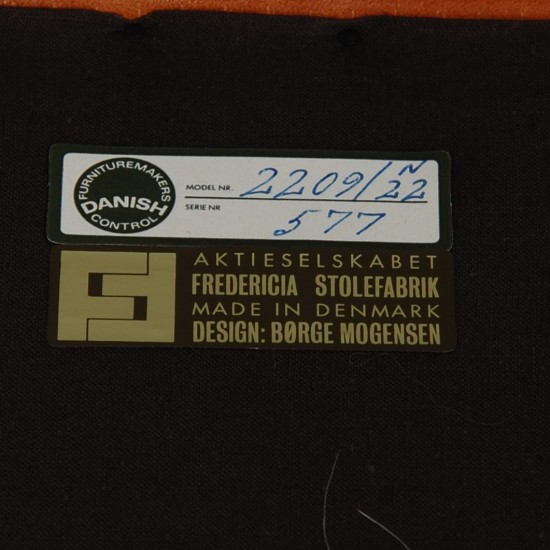 FURNITUREMAKERS
DANISH
CONTROL
MODEL NR. 2209/22 N
SERIE NR 577
AKTIESELSKABET
FREDERICIA STOLEFABRIK
MADE IN DENMARK
DESIGN: BØRGE MOGENSEN